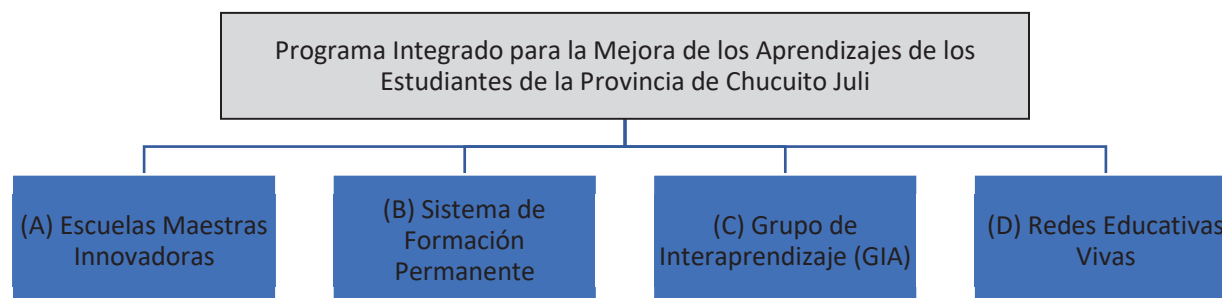 Programa Integrado para la Mejora de los Aprendizajes de los
Estudiantes de la Provincia de Chucuito Juli
(A) Escuelas Maestras
Innovadoras
(B) Sistema de
Formación
Permanente
(C) Grupo de
Interaprendizaje (GIA)
(D) Redes Educativas
Vivas